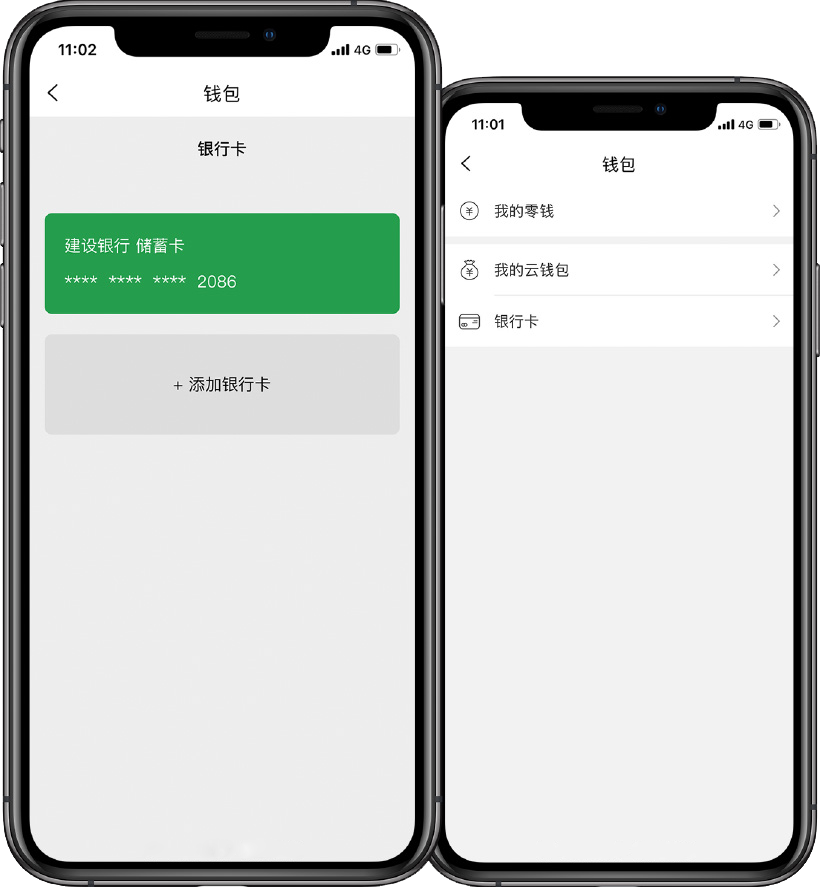 11:02
4G
钱包
银行卡
建设银行 储蓄卡
**** **** **** 2086
+ 添加银行卡
11:01
4G
钱包
我的零钱
我的云钱包
银行卡